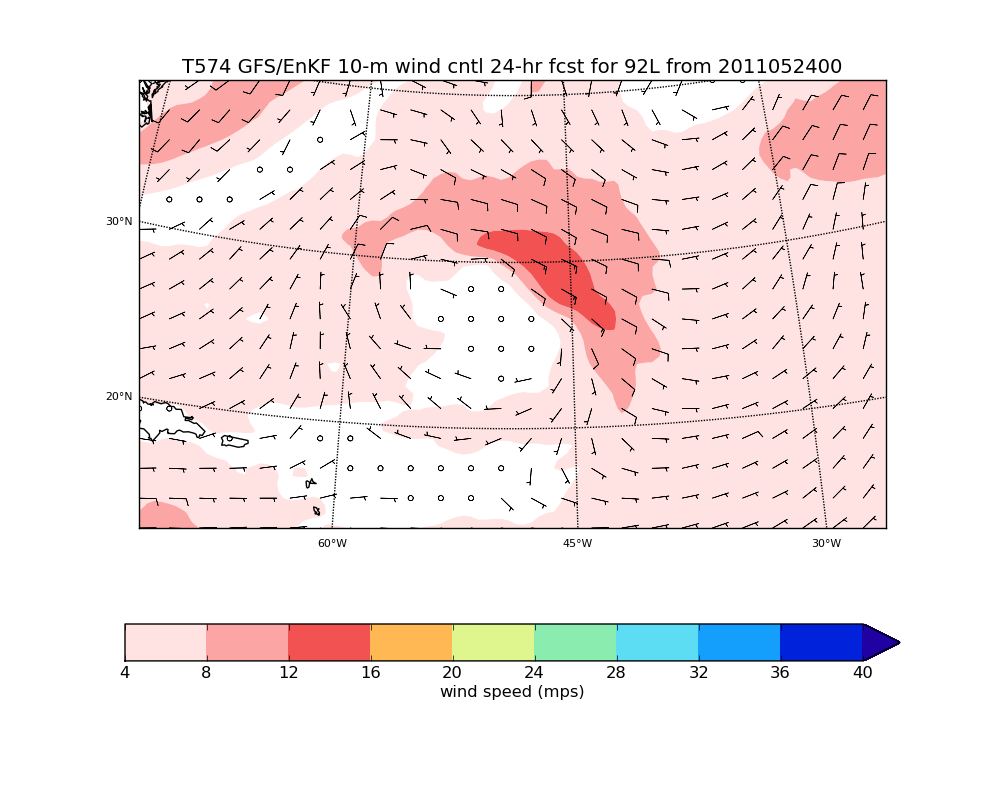 T574 GFS/EnKF 10-m wind cntl 24-hr fcst for 92L from 2011052400
30°N
20°N
60°W 45°W 30°W
4 8 12 16 20 24 28 32 36 40
wind speed (mps)